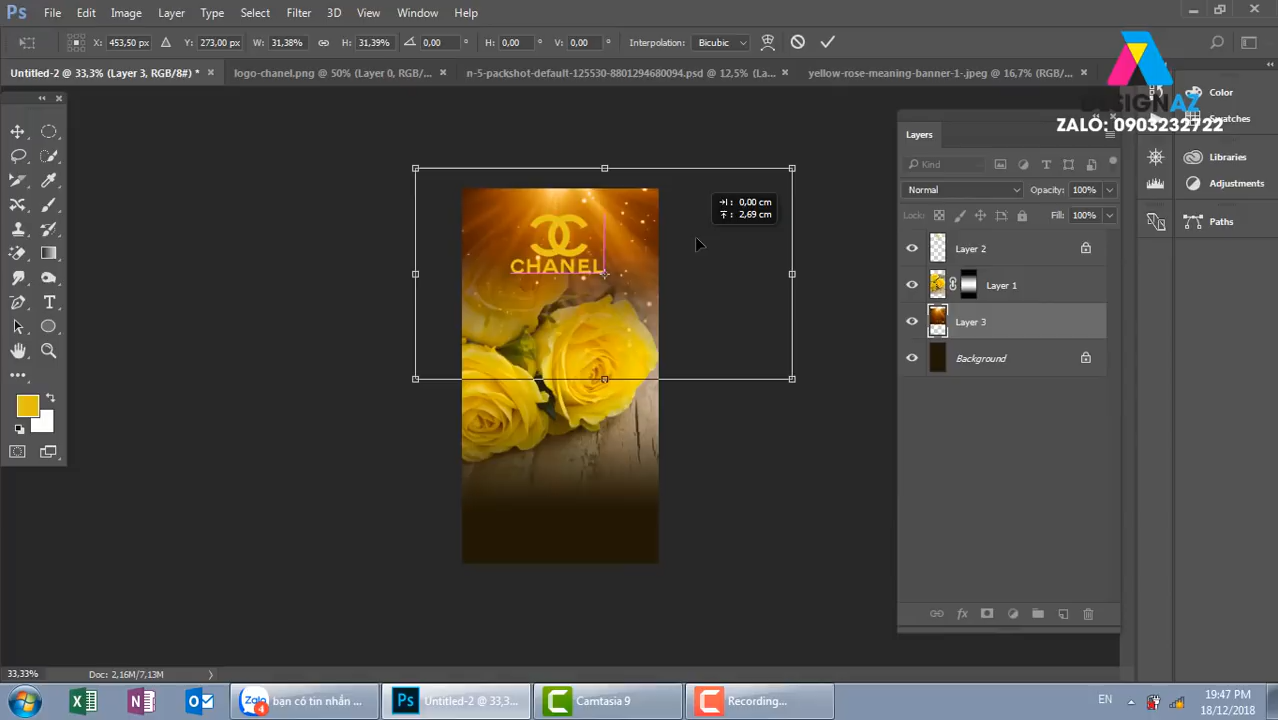 Ps File Edit Image Layer Type Select Filter 3D View Window Help
X: 453,50 px Y: 273,00 px W: 31,38% H: 31,39% 0,00 ° H: 0,00 ° V: 0,00 ° Interpolation: Bicubic
Untitled-2 @ 33,3% (Layer 3, RGB/8#) * × logo-chanel.png @ 50% (Layer 0, RGB/... × n-5-packshot-default-125530-8801294680094.psd @ 12,5% (La... × yellow-rose-meaning-banner-1-.jpeg @ 16,7% (RGB/... ×
DESIGNAZ
ZALO: 0903232722
Color
Swatches
Libraries
Adjustments
Paths
Layers
Kind
Normal Opacity: 100%
Lock: Fill: 100%
Layer 2
Layer 1
Layer 3
Background
fx
0,00 cm
2,69 cm
CHANEL
33,33% Doc: 2,16M/7,13M
Zalo 4 bạn có tin nhắn ... Ps Untitled-2 @ 33,3... Camtasia 9 Recording... EN 19:47 PM
18/12/2018